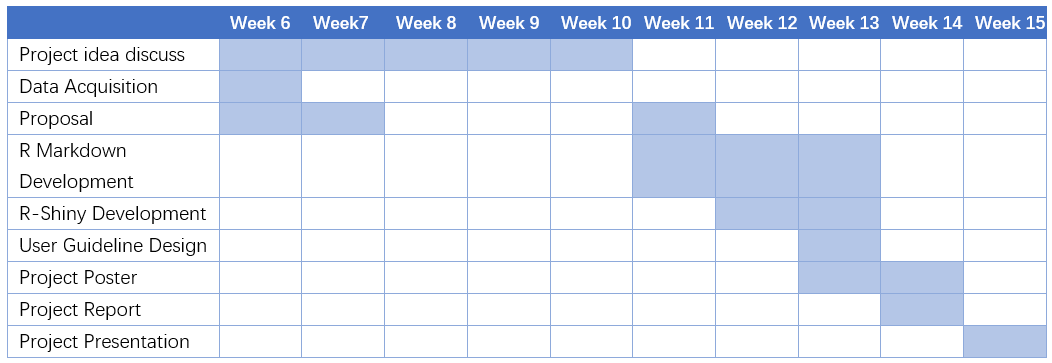 Week 6 Week7 Week 8 Week 9 Week 10 Week 11 Week 12 Week 13 Week 14 Week 15
Project idea discuss
Data Acquisition
Proposal
R Markdown
Development
R-Shiny Development
User Guideline Design
Project Poster
Project Report
Project Presentation